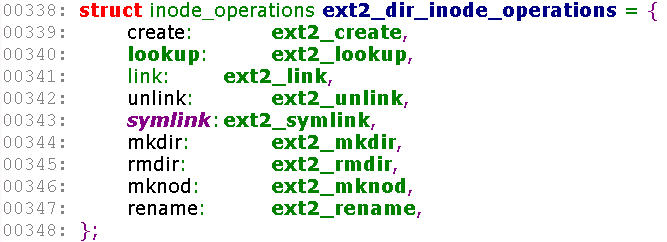 00338: struct inode_operations ext2_dir_inode_operations = {
00339: create: ext2_create,
00340: lookup: ext2_lookup,
00341: link: ext2_link,
00342: unlink: ext2_unlink,
00343: symlink: ext2_symlink,
00344: mkdir: ext2_mkdir,
00345: rmdir: ext2_rmdir,
00346: mknod: ext2_mknod,
00347: rename: ext2_rename,
00348: };